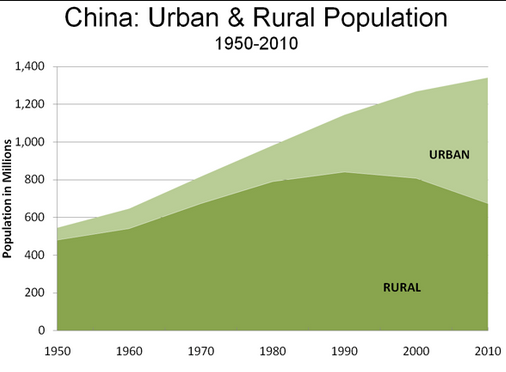 China: Urban & Rural Population
1950-2010
Population in Millions
1,400
1,200
1,000
800
600
400
200
0
URBAN
RURAL
1950 1960 1970 1980 1990 2000 2010